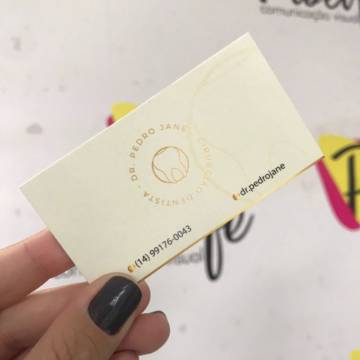 DR. PEDRO JANE · CIRURGIÃO DENTISTA ·
(14) 99176-0043
dr.pedrojane
comunicação visual